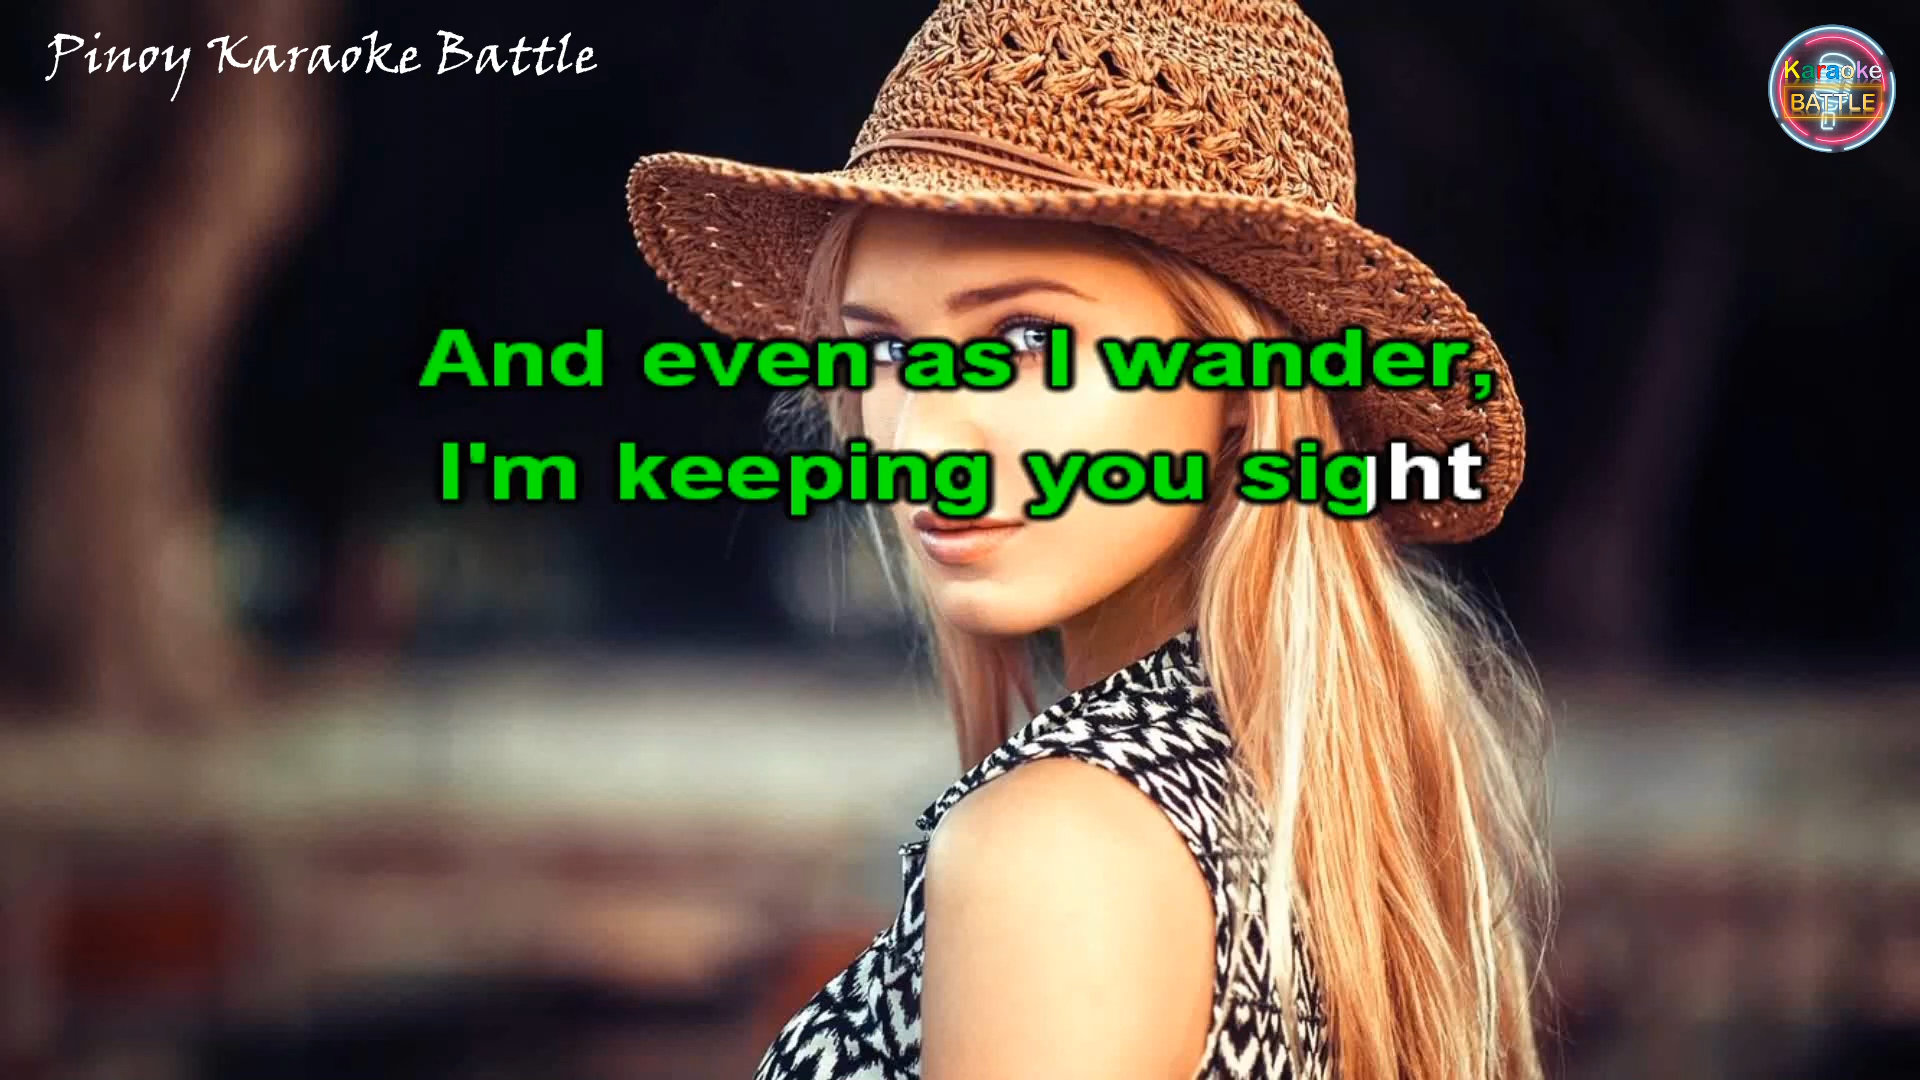 Pinoy Karaoke Battle
Karaoke
BATTLE
And even as I wander,
I'm keeping you sight